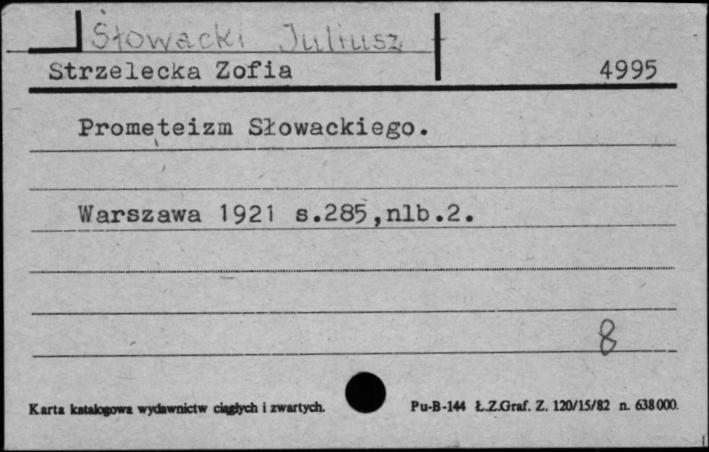 Słowacki Juliusz
Strzelecka Zofia 4995
Prometeizm Słowackiego.
Warszawa 1921 s.285,nlb.2.
8
Karta katalogowa wydawnictw ciągłych i zwartych. Pu-B-144 Ł.Z.Graf. Z. 120/15/82 n. 638000.